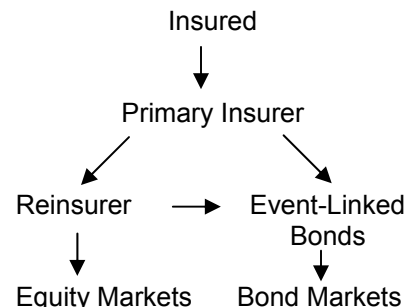 Insured
Primary Insurer
Reinsurer Event-Linked
Bonds
Equity Markets Bond Markets